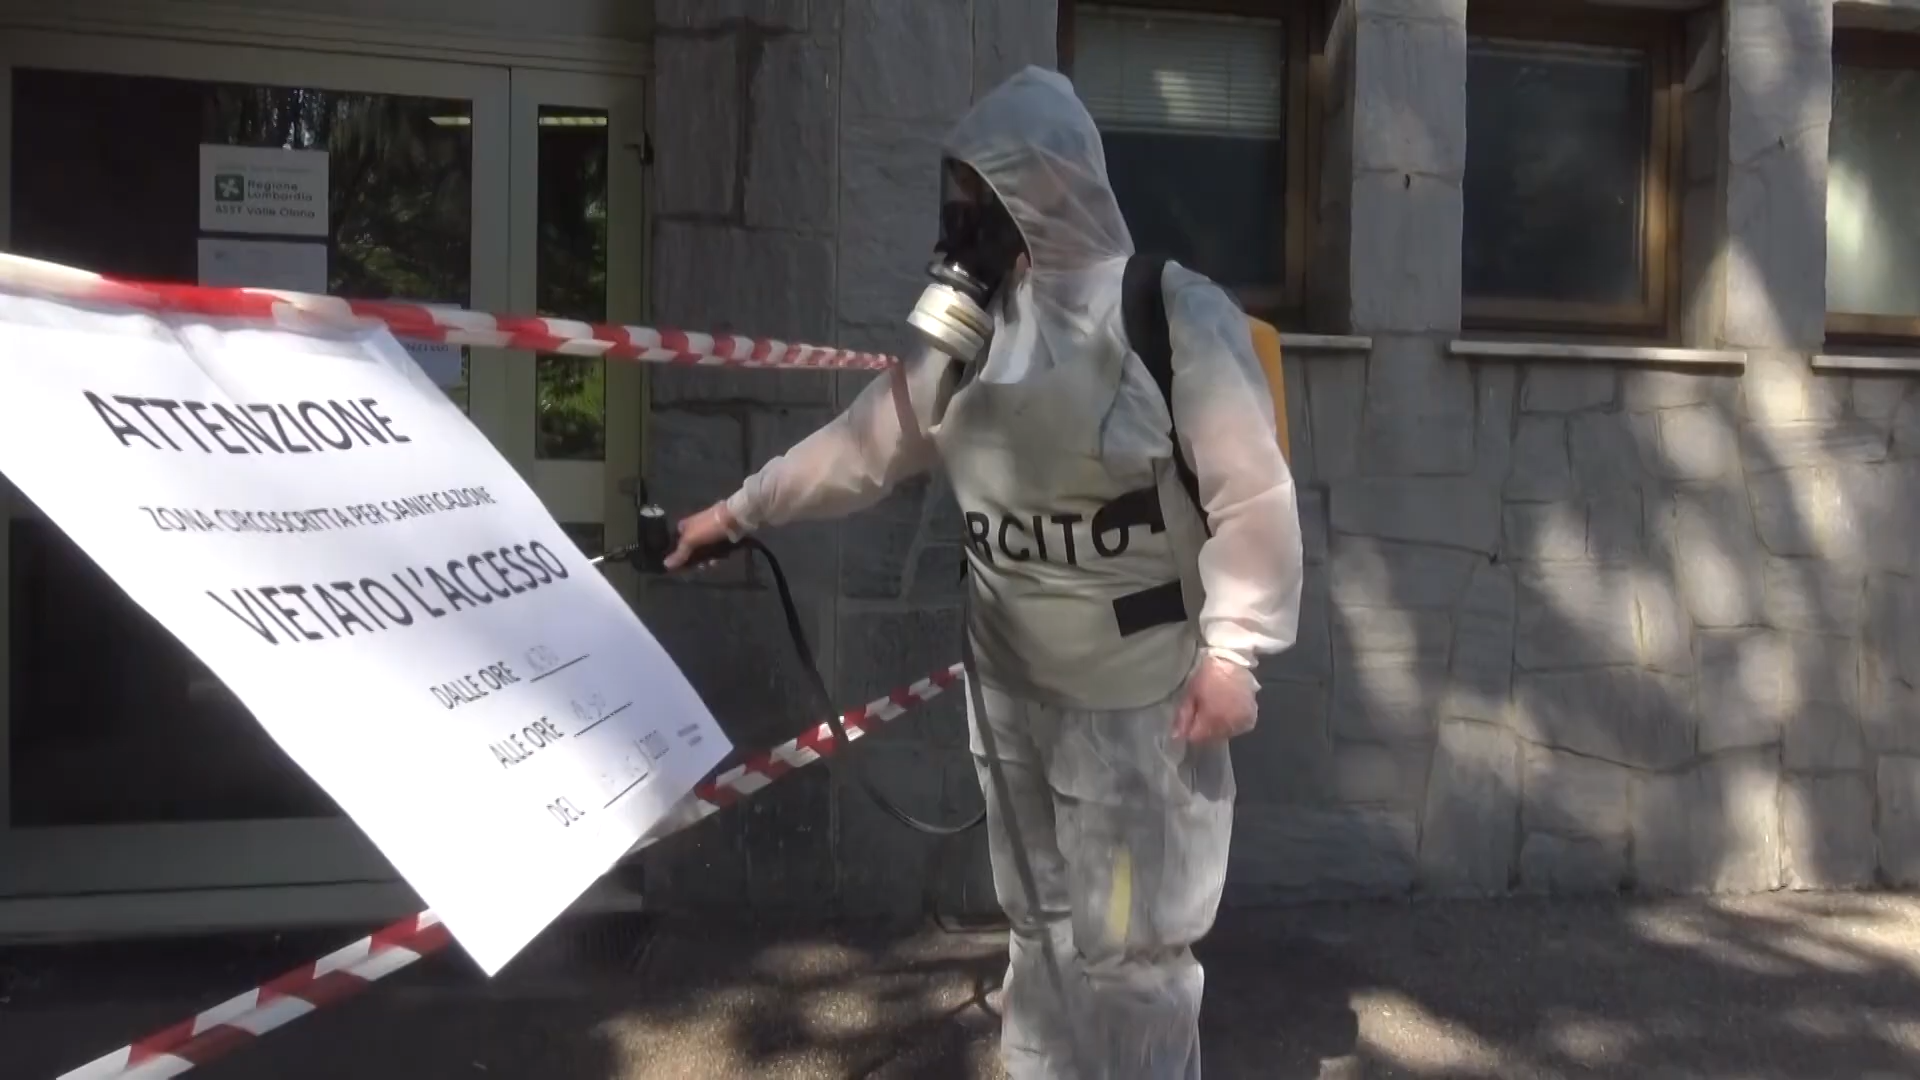 Regione
Lombardia
ASST Valle Olona
ATTENZIONE
ZONA CIRCOSCRITTA PER SANIFICAZIONE
VIETATO L'ACCESSO
DALLE ORE
ALLE ORE
DEL
RCITO